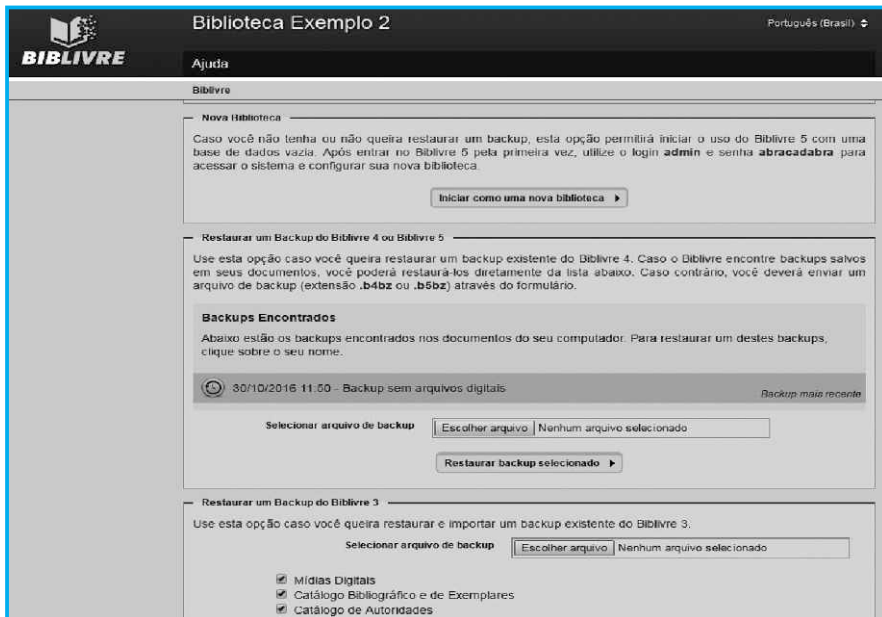 Biblioteca Exemplo 2
Português (Brasil)
BIBLIVRE
Ajuda
Biblivre
Nova Biblioteca
Caso você não tenha ou não queira restaurar um backup, esta opção permitirá iniciar o uso do Biblivre 5 com uma
base de dados vazia. Após entrar no Biblivre 5 pela primeira vez, utilize o login admin e senha abracadabra para
acessar o sistema e configurar sua nova biblioteca.
Iniciar como uma nova biblioteca
Restaurar um Backup do Biblivre 4 ou Biblivre 5
Use esta opção caso você queira restaurar um backup existente do Biblivre 4. Caso o Biblivre encontre backups salvos
em seus documentos, você poderá restaurá-los diretamente da lista abaixo. Caso contrário, você deverá enviar um
arquivo de backup (extensão .b4bz ou .b5bz) através do formulário.
Backups Encontrados
Abaixo estão os backups encontrados nos documentos do seu computador. Para restaurar um destes backups,
clique sobre o seu nome.
30/10/2016 11:50 - Backup sem arquivos digitais
Backup mais recente
Selecionar arquivo de backup Escolher arquivo Nenhum arquivo selecionado
Restaurar backup selecionado
Restaurar um Backup do Biblivre 3
Use esta opção caso você queira restaurar e importar um backup existente do Biblivre 3.
Selecionar arquivo de backup Escolher arquivo Nenhum arquivo selecionado
Mídias Digitais
Catálogo Bibliográfico e de Exemplares
Catálogo de Autoridades